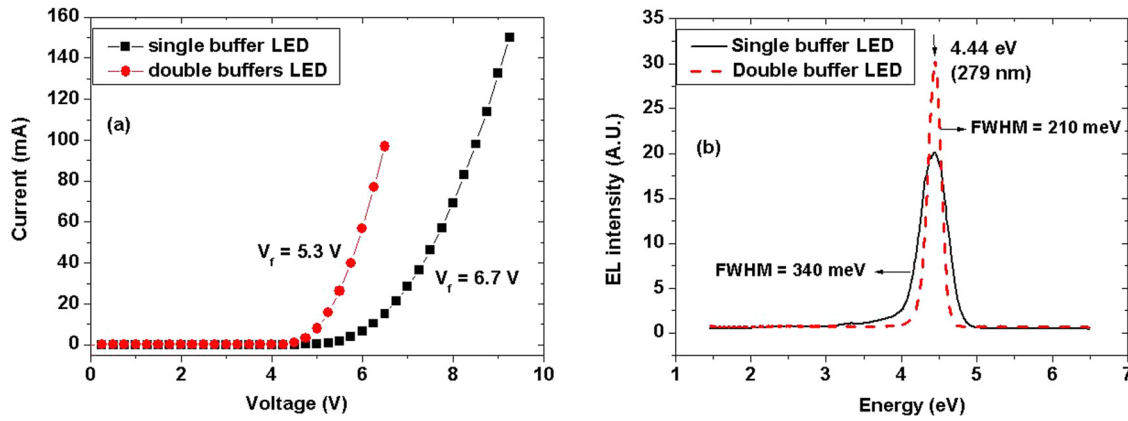 160
140
120
100
80
60
40
20
0
Current (mA)
single buffer LED
double buffers LED
(a)
V_f = 5.3 V
V_f = 6.7 V
0 2 4 6 8 10
Voltage (V)
35
30
25
20
15
10
5
0
EL intensity (A.U.)
Single buffer LED
Double buffer LED
4.44 eV
(279 nm)
(b)
FWHM = 210 meV
FWHM = 340 meV
1 2 3 4 5 6 7
Energy (eV)